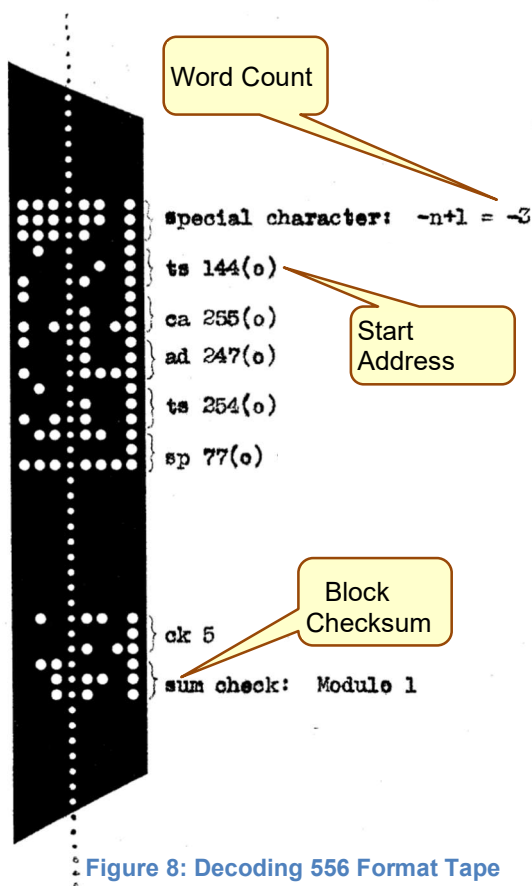 Word Count
special character: -n+1 = -3
ts 144(o)
ca 255(o)
Start
Address
ad 247(o)
ts 254(o)
sp 77(o)
Block
Checksum
ck 5
sum check: Modulo 1
Figure 8: Decoding 556 Format Tape